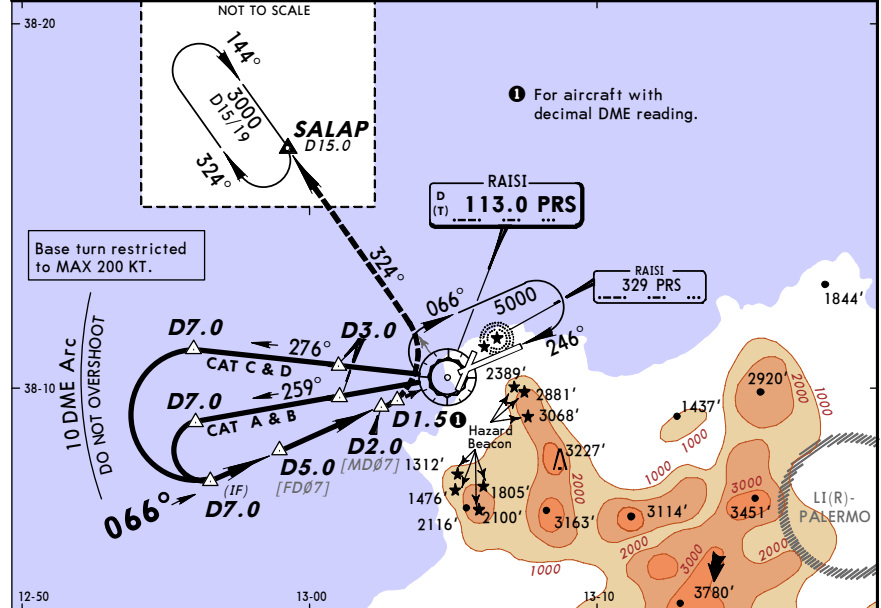 38-20
NOT TO SCALE
144°
3000
D15/19
324°
SALAP
D15.0
❶ For aircraft with
decimal DME reading.
RAISI
D
(T)
113.0 PRS
324°
Base turn restricted
to MAX 200 KT.
RAISI
329 PRS
066°
5000
246°
1844'
10 DME Arc
DO NOT OVERSHOOT
D7.0
276°
D3.0
CAT C & D
38-10
259°
D7.0
CAT A & B
D1.5❶
D2.0
[MDØ7]
D5.0
[FDØ7]
(IF)
D7.0
066°
2389'
2881'
3068'
Hazard
Beacon
1312'
1476'
1805'
2116'
2100'
3227'
2000
3163'
1000
1437'
1000
1000
2920'
2000
1000
3000
3451'
3114'
2000
3000
2000
3780'
LI(R)-
PALERMO
12-50
13-00
13-10